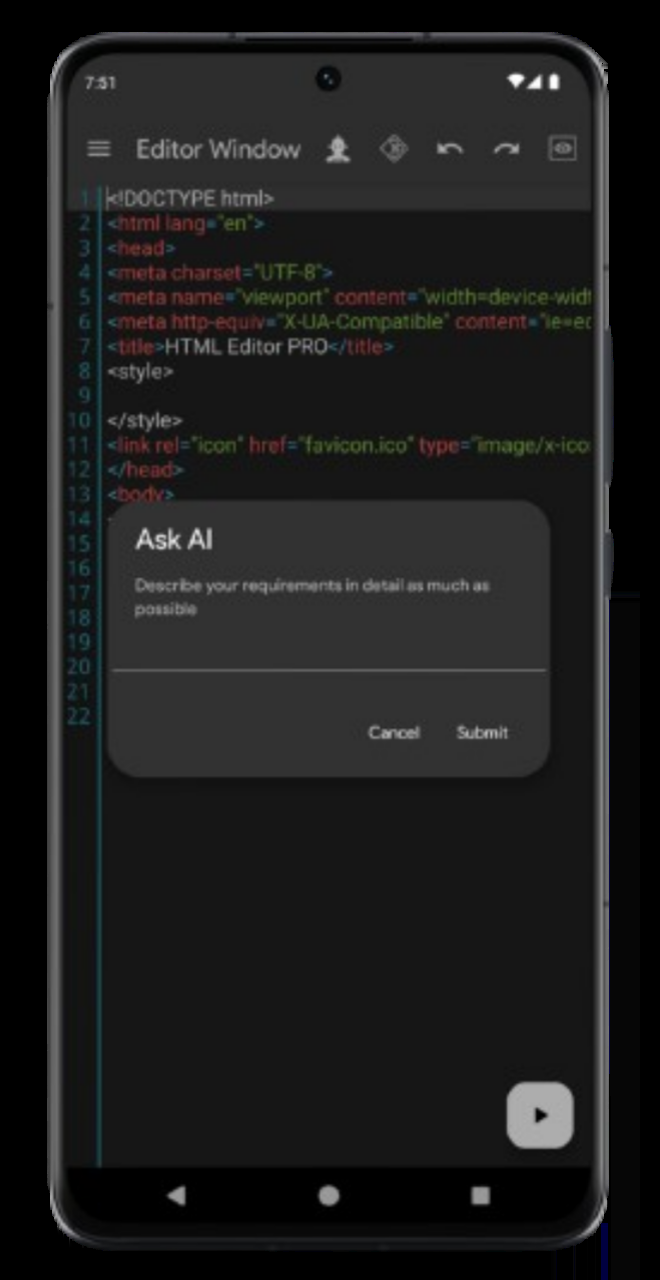 7:51
Editor Window
1 <!DOCTYPE html>
2 <html lang="en">
3 <head>
4 <meta charset="UTF-8">
5 <meta name="viewport" content="width=device-widt
6 <meta http-equiv="X-UA-Compatible" content="ie=ed
7 <title>HTML Editor PRO</title>
8 <style>
9
10 </style>
11 <link rel="icon" href="favicon.ico" type="image/x-ico
12 </head>
13 <body>
14
15
16
17
18
19
20
21
22
Ask AI
Describe your requirements in detail as much as
possible
Cancel Submit